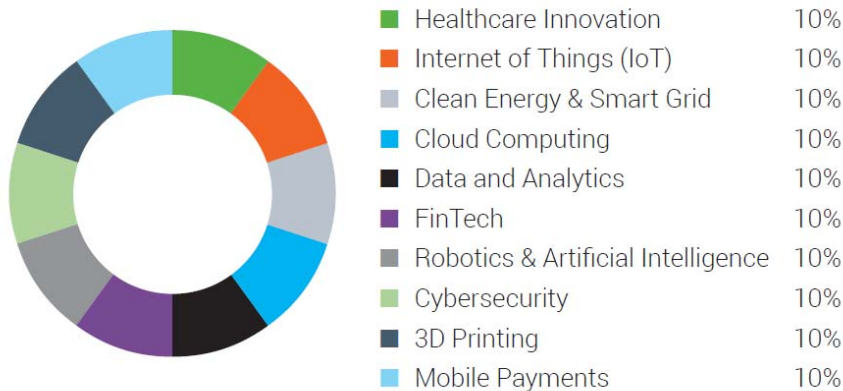 Healthcare Innovation 10%
Internet of Things (IoT) 10%
Clean Energy & Smart Grid 10%
Cloud Computing 10%
Data and Analytics 10%
FinTech 10%
Robotics & Artificial Intelligence 10%
Cybersecurity 10%
3D Printing 10%
Mobile Payments 10%